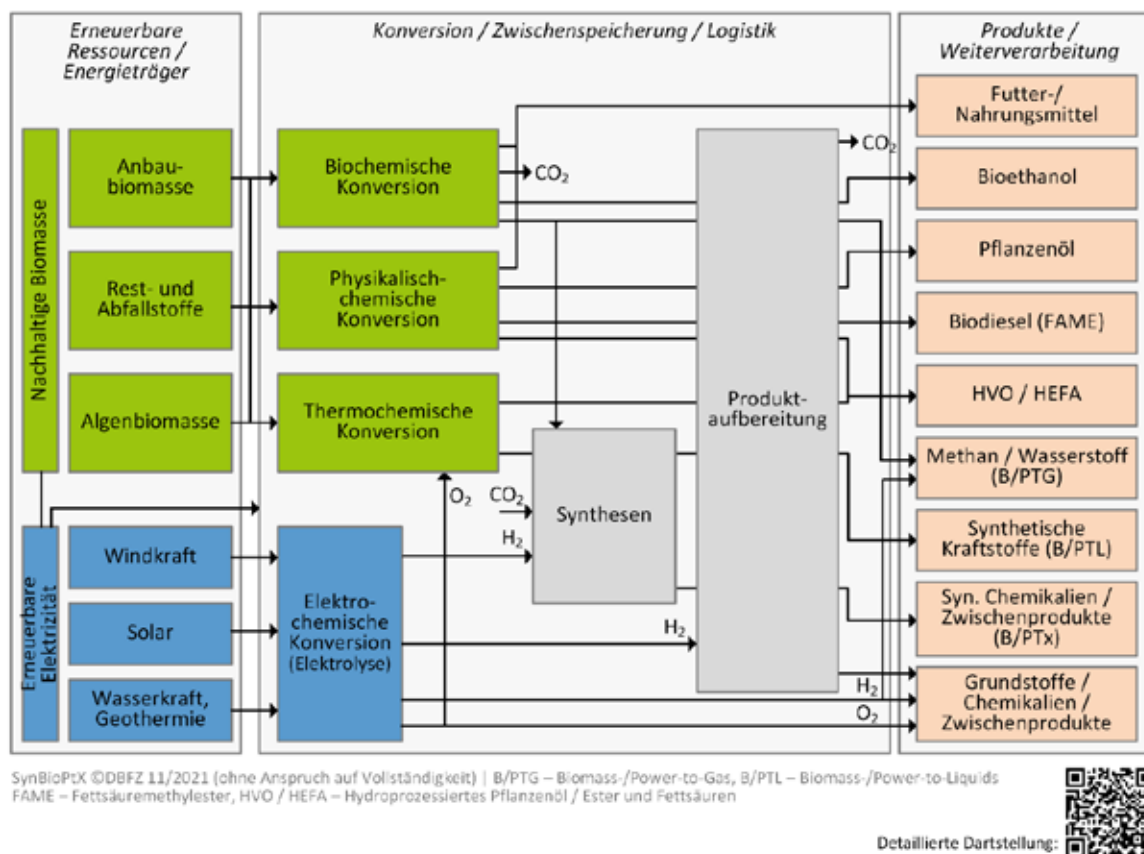 Erneuerbare
Ressourcen /
Energieträger
Konversion / Zwischenspeicherung / Logistik
Produkte /
Weiterverarbeitung
Nachhaltige Biomasse
Anbau-
biomasse
Rest- und
Abfallstoffe
Algenbiomasse
Erneuerbare
Elektrizität
Windkraft
Solar
Wasserkraft,
Geothermie
Biochemische
Konversion
CO₂
Physikalisch-
chemische
Konversion
Thermochemische
Konversion
O₂
CO₂
H₂
Synthesen
Elektro-
chemische
Konversion
(Elektrolyse)
H₂
Produkt-
aufbereitung
CO₂
H₂
O₂
Futter-/
Nahrungsmittel
Bioethanol
Pflanzenöl
Biodiesel (FAME)
HVO / HEFA
Methan / Wasserstoff
(B/PTG)
Synthetische
Kraftstoffe (B/PTL)
Syn. Chemikalien /
Zwischenprodukte
(B/PTx)
Grundstoffe /
Chemikalien /
Zwischenprodukte
SynBioPtX ©DBFZ 11/2021 (ohne Anspruch auf Vollständigkeit) | B/PTG – Biomass-/Power-to-Gas, B/PTL – Biomass-/Power-to-Liquids
FAME – Fettsäuremethylester, HVO / HEFA – Hydroprozessiertes Pflanzenöl / Ester und Fettsäuren
Detaillierte Dartstellung: